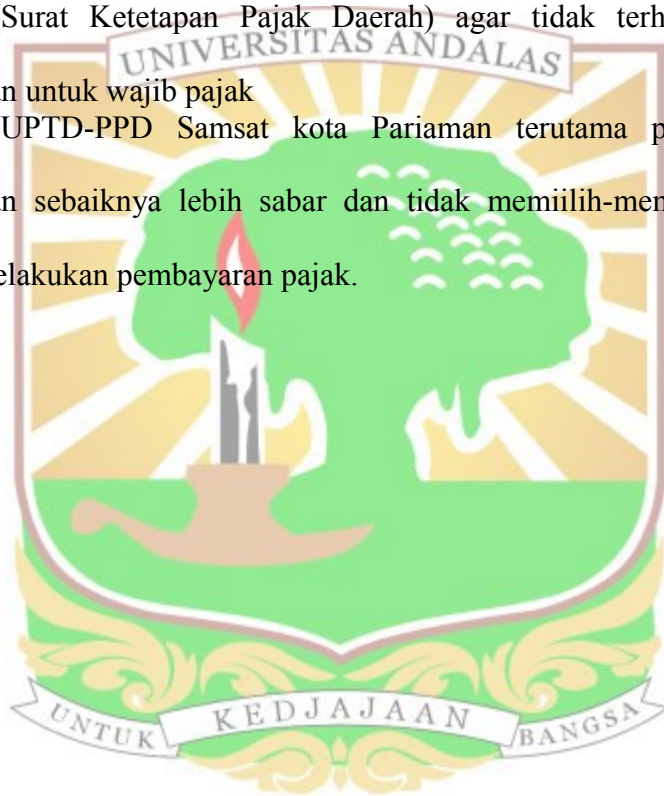 (Surat Ketetapan Pajak Daerah) agar tidak terh
UNIVERSITAS ANDALAS
n untuk wajib pajak
UPTD-PPD Samsat kota Pariaman terutama p
n sebaiknya lebih sabar dan tidak memiilih-mem
elakukan pembayaran pajak.
UNTUK KEDJAJAAN BANGSA